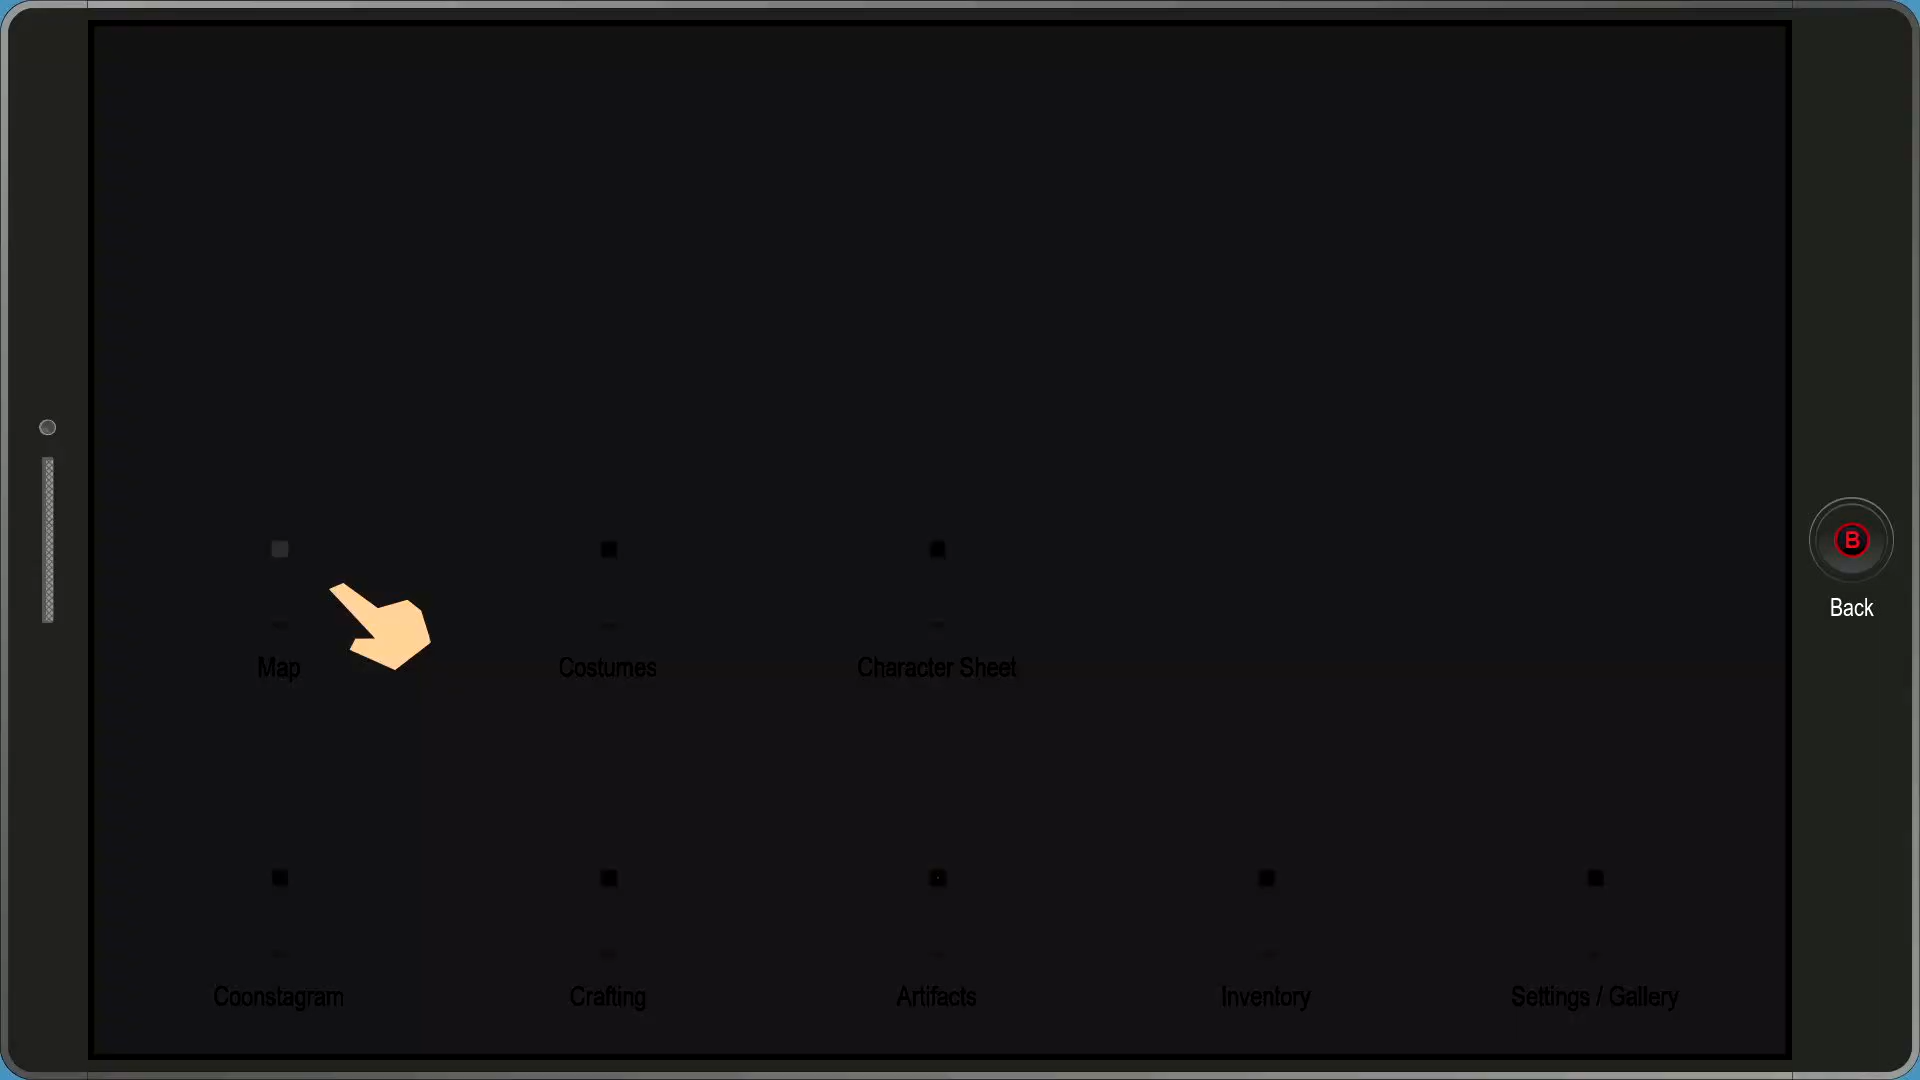 B
Back
Map
Costumes
Character Sheet
Coonstagram
Crafting
Artifacts
Inventory
Settings / Gallery